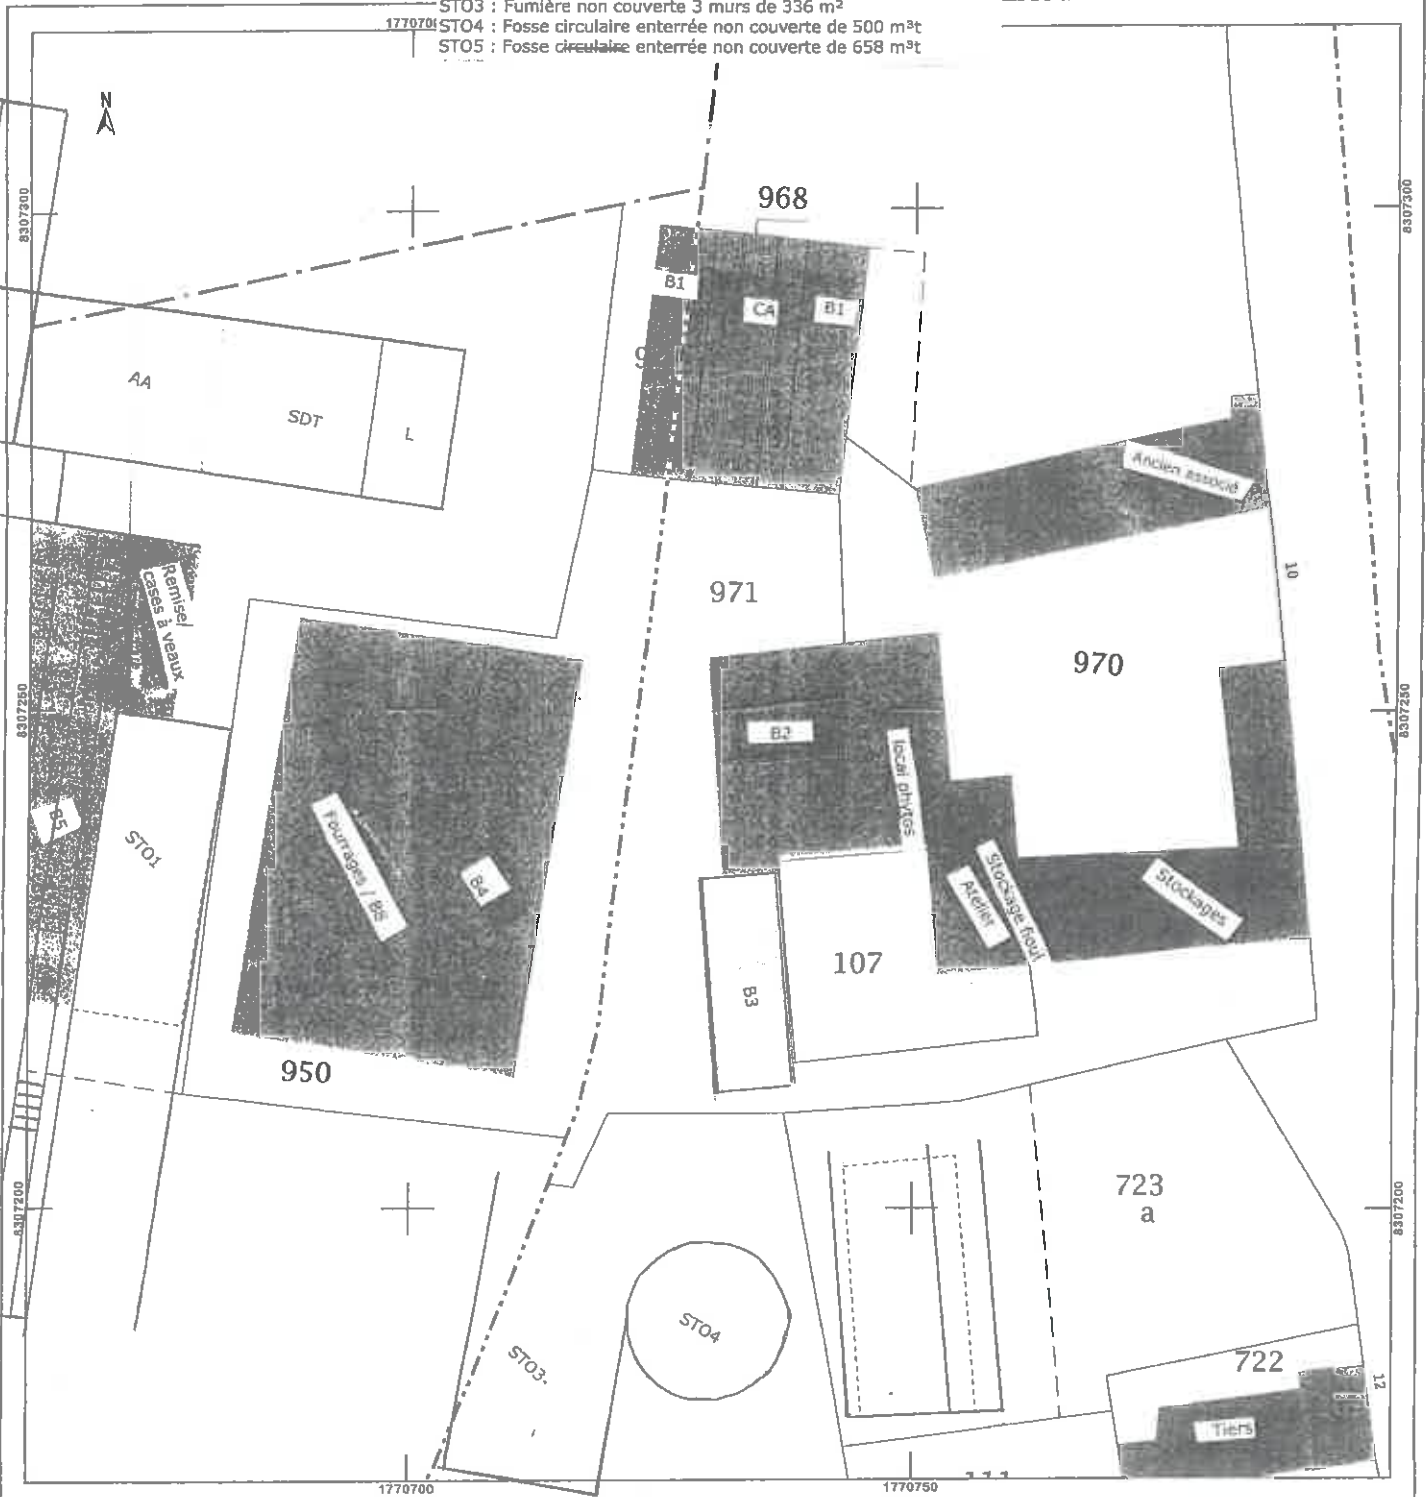 STO3 : Fumière non couverte 3 murs de 336 m²
STO4 : Fosse circulaire enterrée non couverte de 500 m³t
STO5 : Fosse circulaire enterrée non couverte de 658 m³t
N
8307300
8307300
968
B1
CA
B1
9
AA
SDT
L
Ancien associé
10
Remise/
cases à veaux
971
970
8307250
8307250
B2
local phytos
B5
STO1
Fourrages / B8
B4
Stockage fioul
Atelier
Stockages
107
B3
950
723
a
8307200
8307200
STO4
STO3
722
12
Tiers
1770700
1770750